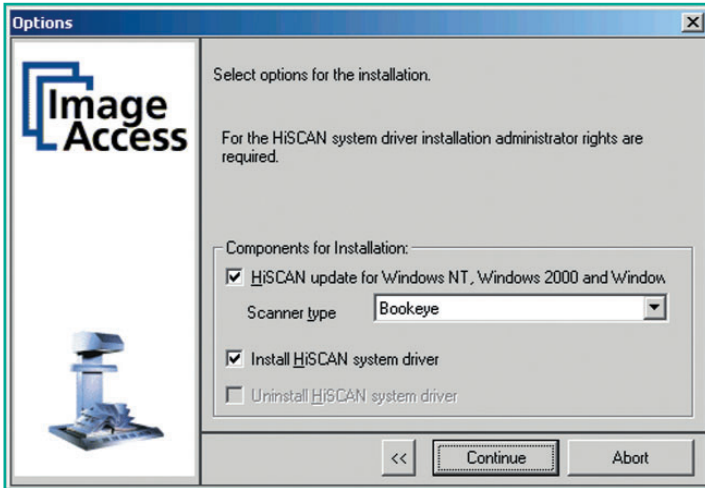 Options
Image
Access
Select options for the installation.
For the HiSCAN system driver installation administrator rights are
required.
Components for Installation:
HiSCAN update for Windows NT, Windows 2000 and Window
Scanner type
Bookeye
Install HiSCAN system driver
Uninstall HiSCAN system driver
<< Continue Abort